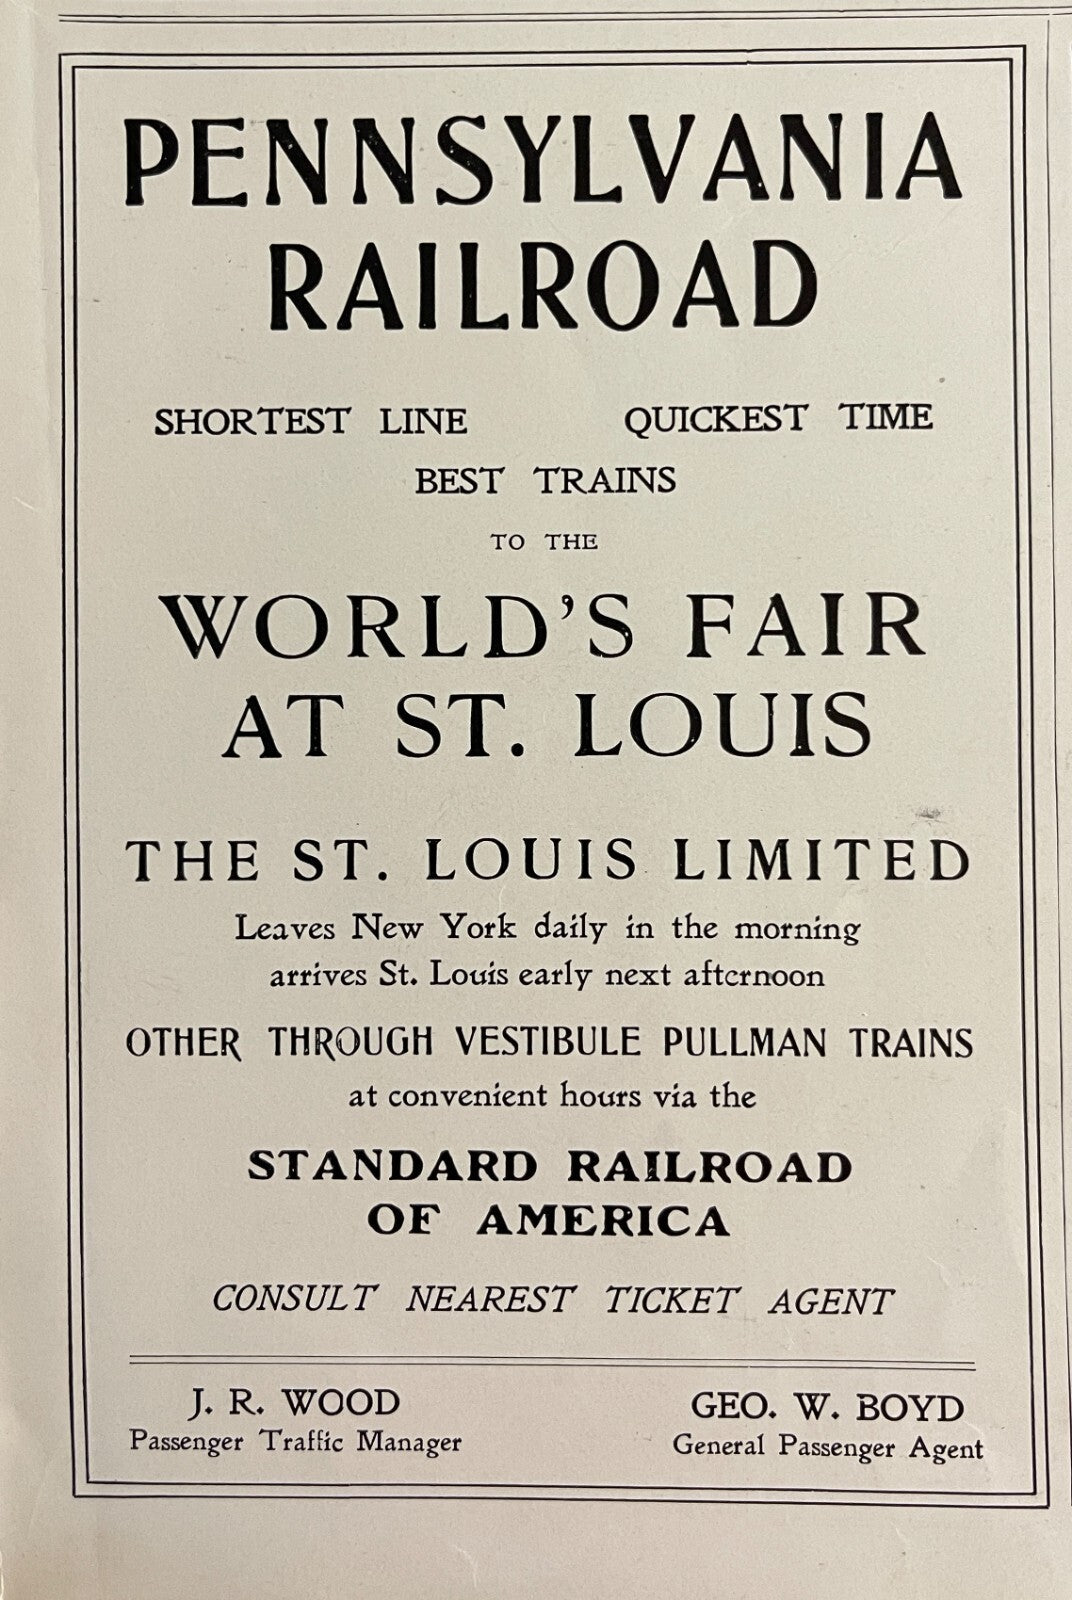 PENNSYLVANIA
RAILROAD
SHORTEST LINE QUICKEST TIME
BEST TRAINS
TO THE
WORLD'S FAIR
AT ST. LOUIS
THE ST. LOUIS LIMITED
Leaves New York daily in the morning
arrives St. Louis early next afternoon
OTHER THROUGH VESTIBULE PULLMAN TRAINS
at convenient hours via the
STANDARD RAILROAD
OF AMERICA
CONSULT NEAREST TICKET AGENT
J. R. WOOD GEO. W. BOYD
Passenger Traffic Manager General Passenger Agent